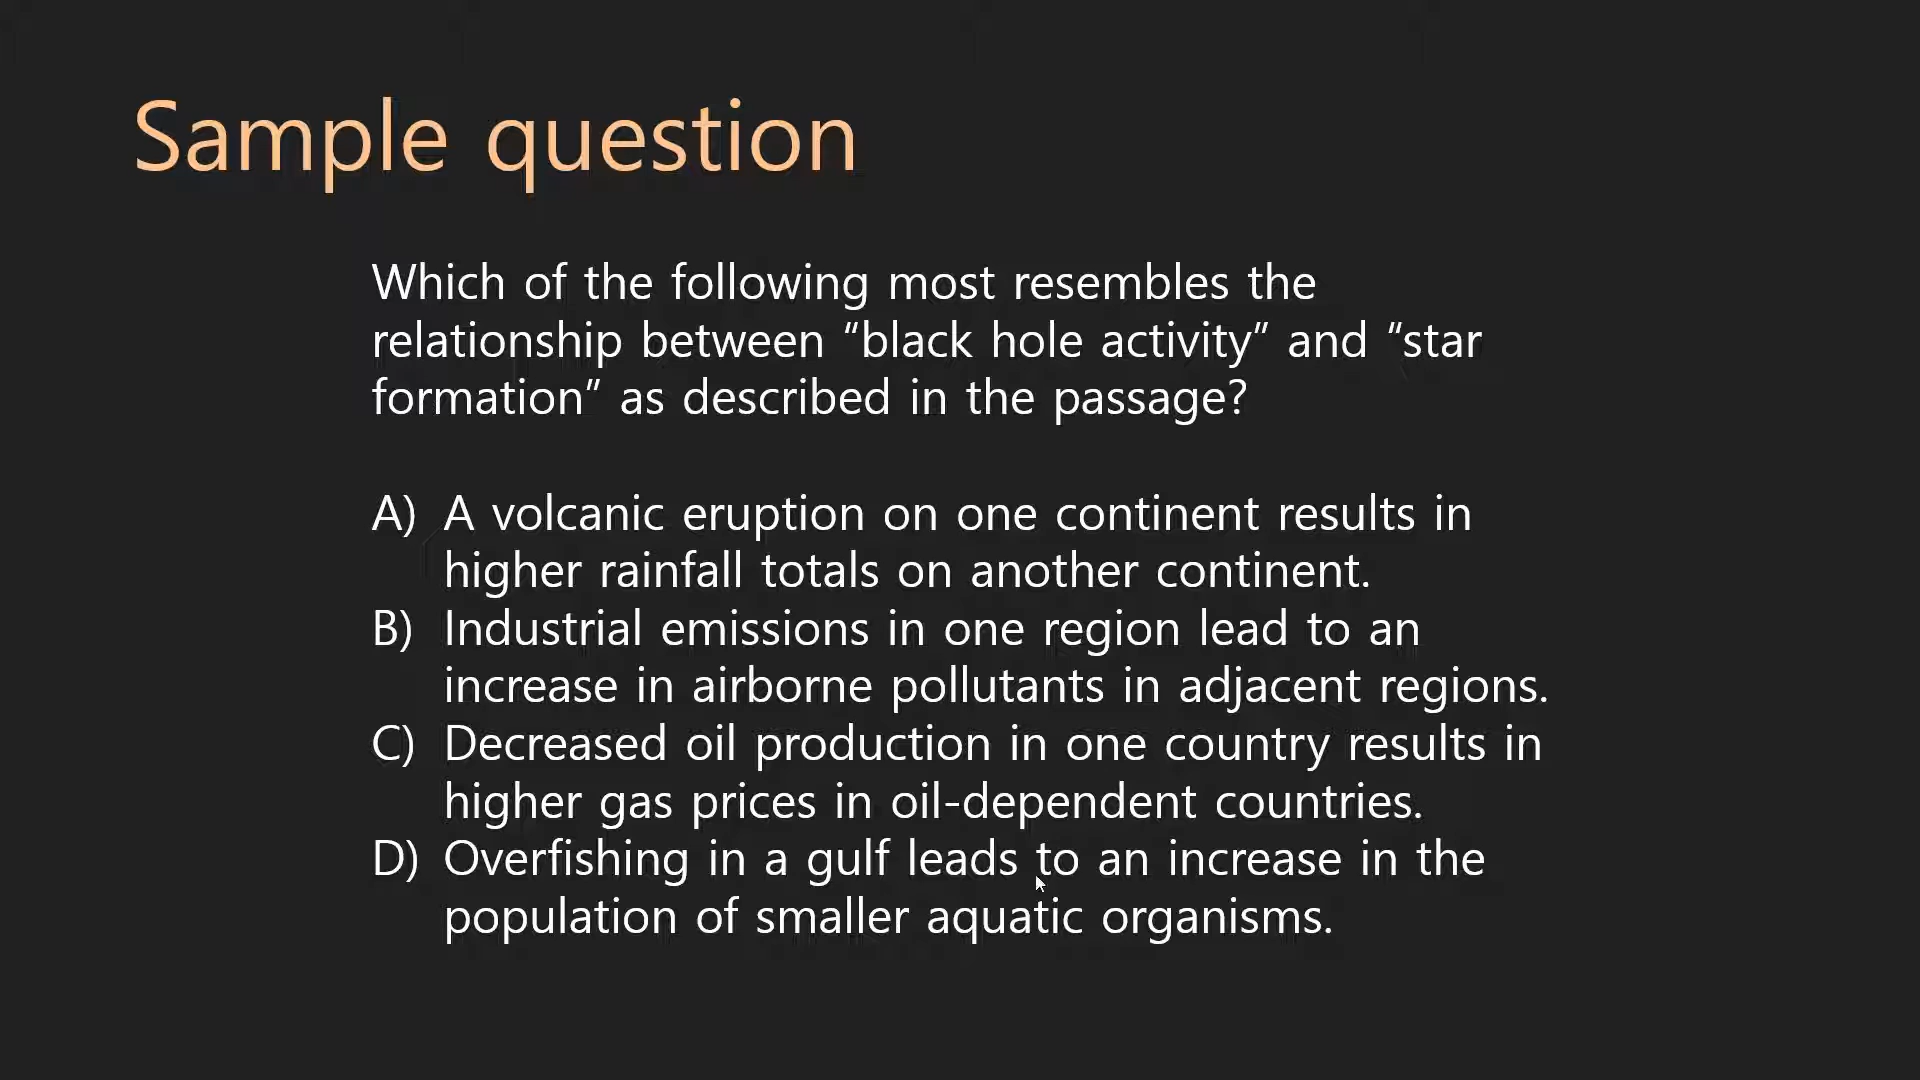 Sample question
Which of the following most resembles the
relationship between “black hole activity” and “star
formation” as described in the passage?
A) A volcanic eruption on one continent results in
higher rainfall totals on another continent.
B) Industrial emissions in one region lead to an
increase in airborne pollutants in adjacent regions.
C) Decreased oil production in one country results in
higher gas prices in oil-dependent countries.
D) Overfishing in a gulf leads to an increase in the
population of smaller aquatic organisms.